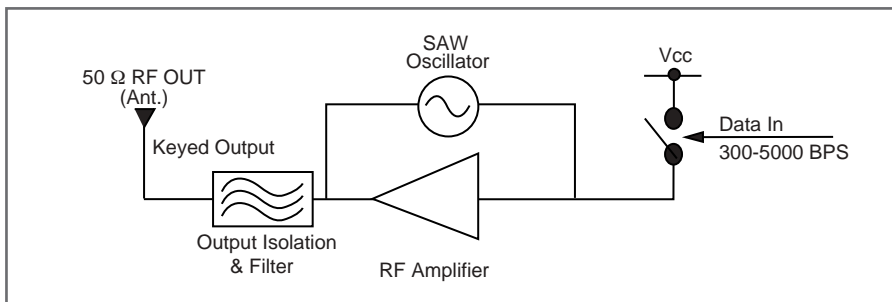 SAW
Oscillator
Vcc
50 Ω RF OUT
(Ant.)
Data In
300-5000 BPS
Keyed Output
Output Isolation
& Filter
RF Amplifier